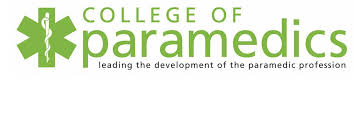 COLLEGE OF
paramedics
leading the development of the paramedic profession